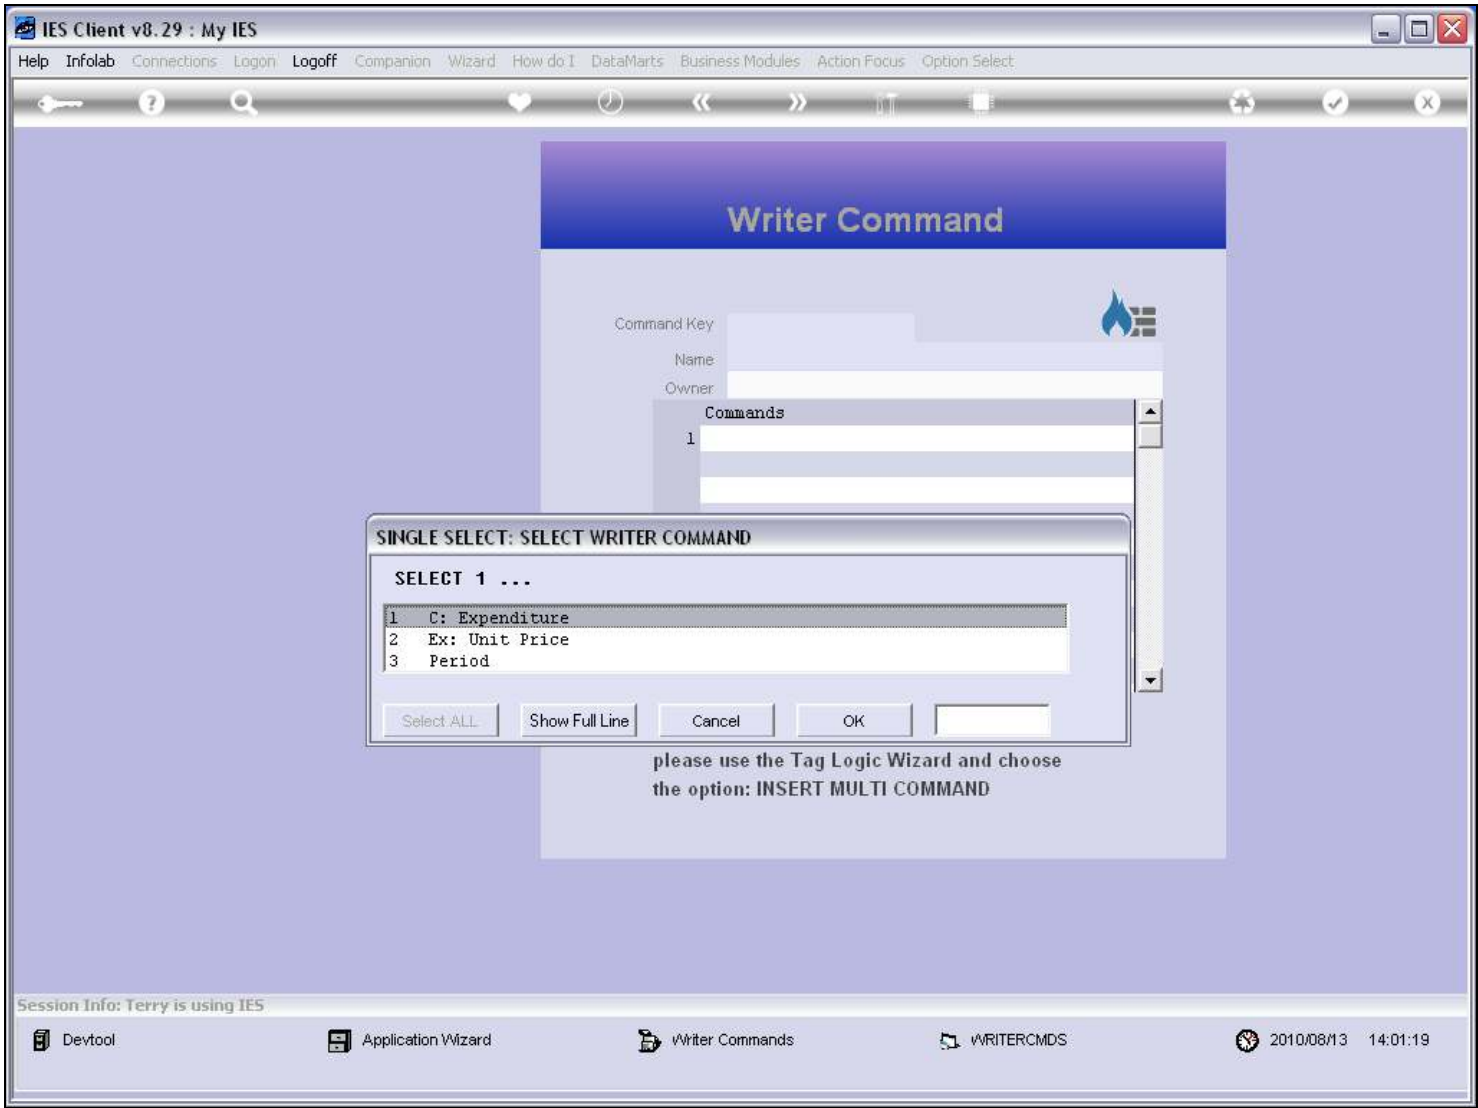 IES Client v8.29 : My IES
Help Infolab Connections Logon Logoff Companion Wizard How do I DataMarts Business Modules Action Focus Option Select
Writer Command
Command Key
Name
Owner
Commands
1
SINGLE SELECT: SELECT WRITER COMMAND
SELECT 1 ...
1 C: Expenditure
2 Ex: Unit Price
3 Period
Select ALL Show Full Line Cancel OK
please use the Tag Logic Wizard and choose
the option: INSERT MULTI COMMAND
Session Info: Terry is using IES
Devtool Application Wizard Writer Commands WRITERCMDS 2010/08/13 14:01:19